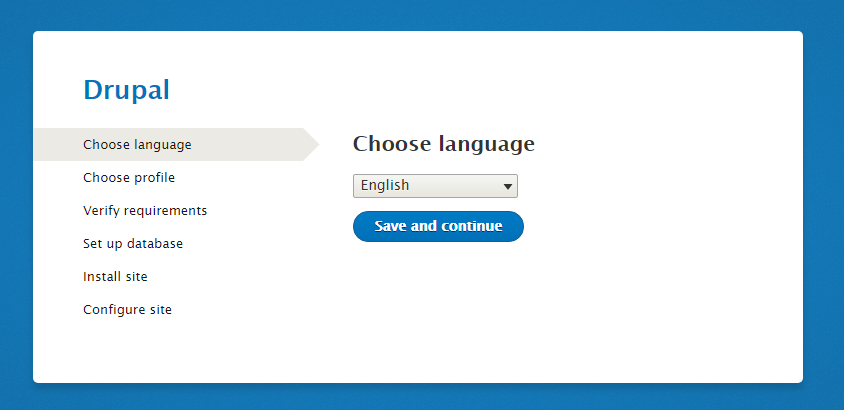 Drupal
Choose language
Choose profile
Verify requirements
Set up database
Install site
Configure site
Choose language
English
Save and continue